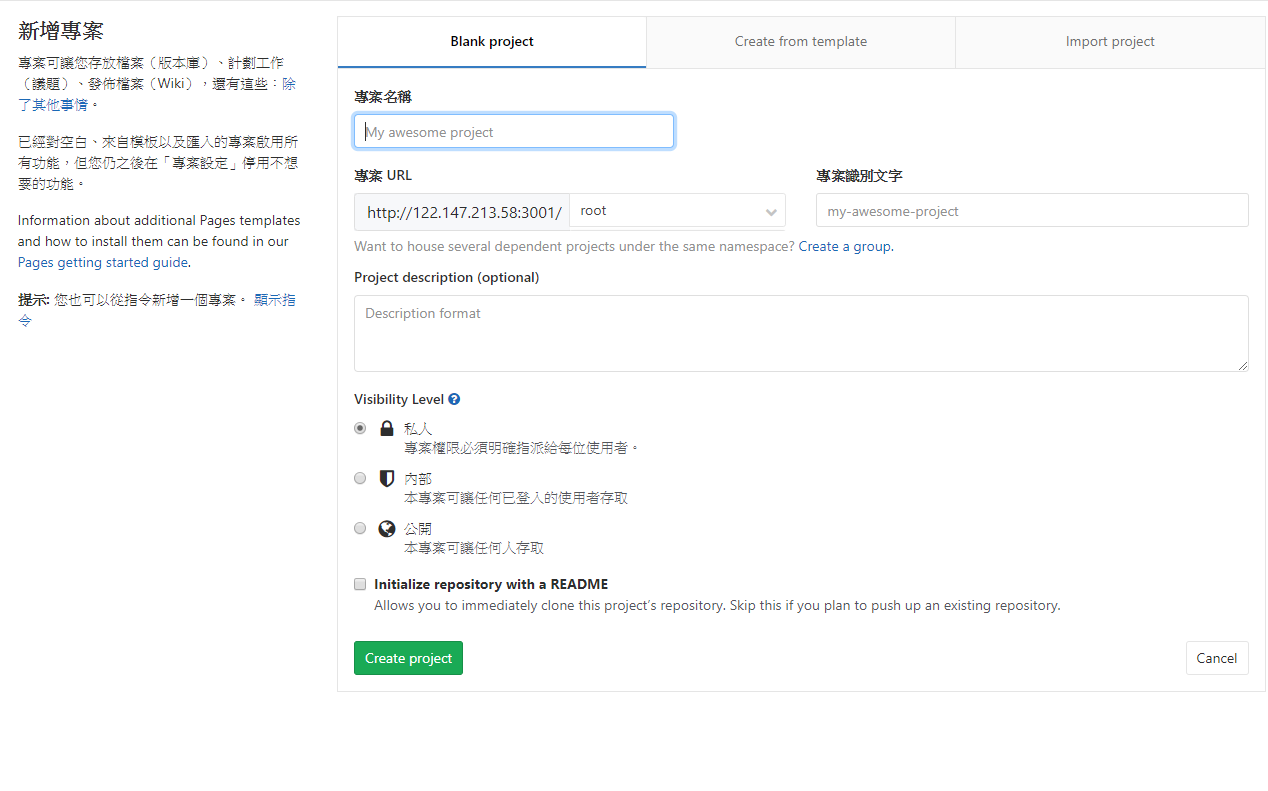 新增專案
專案可讓您存放檔案（版本庫）、計劃工作
（議題）、發佈檔案（Wiki），還有這些：除
了其他事情。
已經對空白、來自模板以及匯入的專案啟用所
有功能，但您仍之後在「專案設定」停用不想
要的功能。
Information about additional Pages templates
and how to install them can be found in our
Pages getting started guide.
提示: 您也可以從指令新增一個專案。 顯示指
令
Blank project
Create from template
Import project
專案名稱
My awesome project
專案 URL
http://122.147.213.58:3001/
root
專案識別文字
my-awesome-project
Want to house several dependent projects under the same namespace? Create a group.
Project description (optional)
Description format
Visibility Level
私人
專案權限必須明確指派給每位使用者。
內部
本專案可讓任何已登入的使用者存取
公開
本專案可讓任何人存取
Initialize repository with a README
Allows you to immediately clone this project’s repository. Skip this if you plan to push up an existing repository.
Create project
Cancel